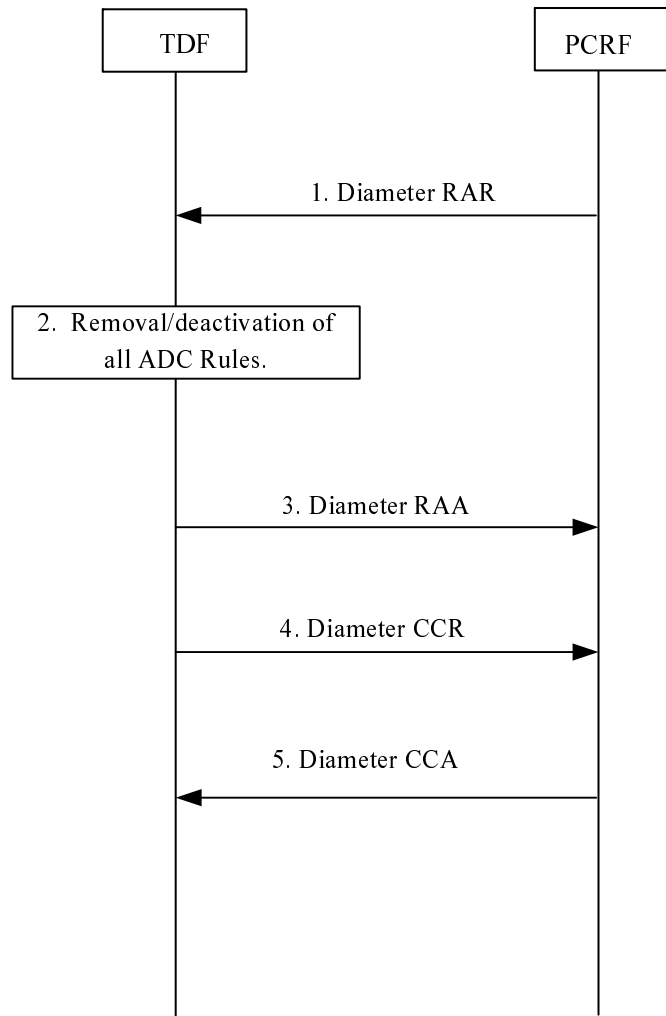 TDF
PCRF
1. Diameter RAR
2. Removal/deactivation of
all ADC Rules.
3. Diameter RAA
4. Diameter CCR
5. Diameter CCA